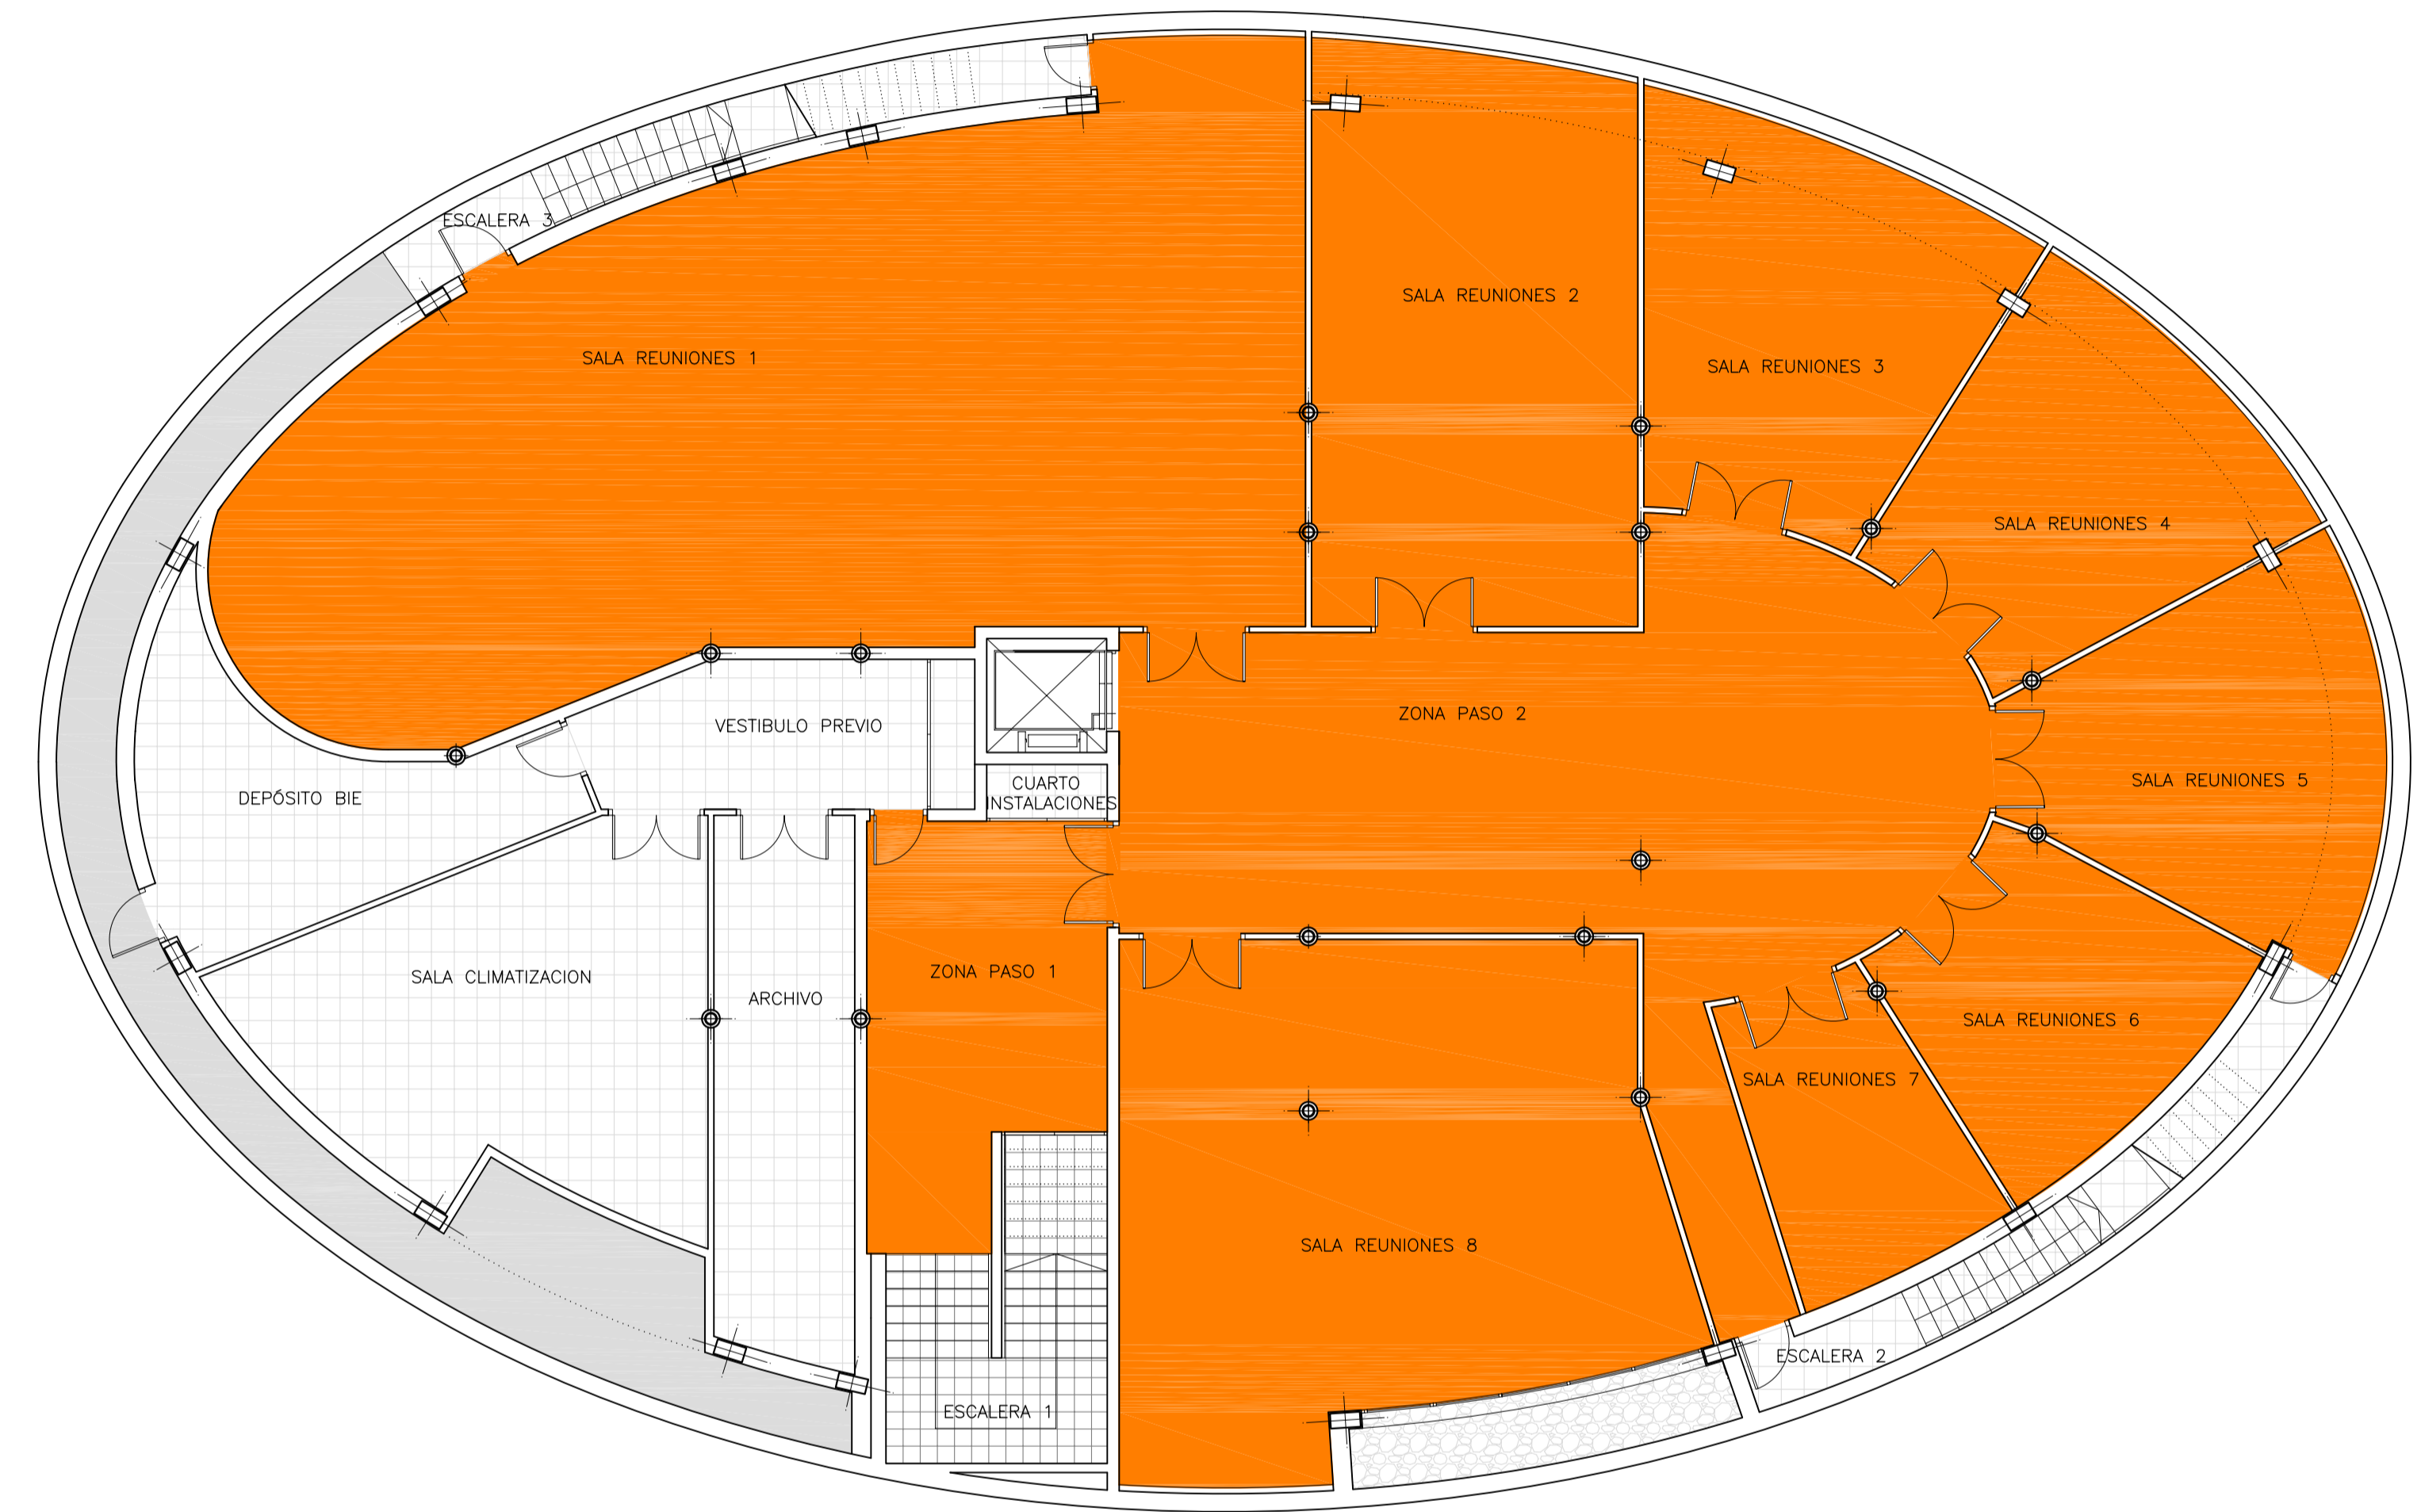 ESCALERA 3
SALA REUNIONES 2
SALA REUNIONES 1
SALA REUNIONES 3
SALA REUNIONES 4
ZONA PASO 2
VESTIBULO PREVIO
SALA REUNIONES 5
CUARTO
INSTALACIONES
DEPÓSITO BIE
ZONA PASO 1
SALA CLIMATIZACION
ARCHIVO
SALA REUNIONES 6
SALA REUNIONES 7
SALA REUNIONES 8
ESCALERA 2
ESCALERA 1